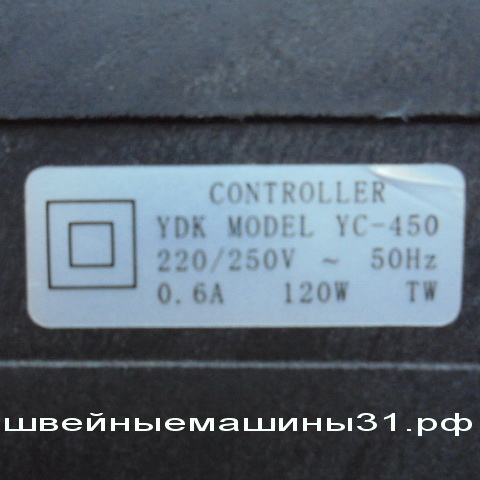 CONTROLLER
YDK MODEL YC-450
220/250V ~ 50Hz
0.6A 120W TW
швейныемашины31.рф